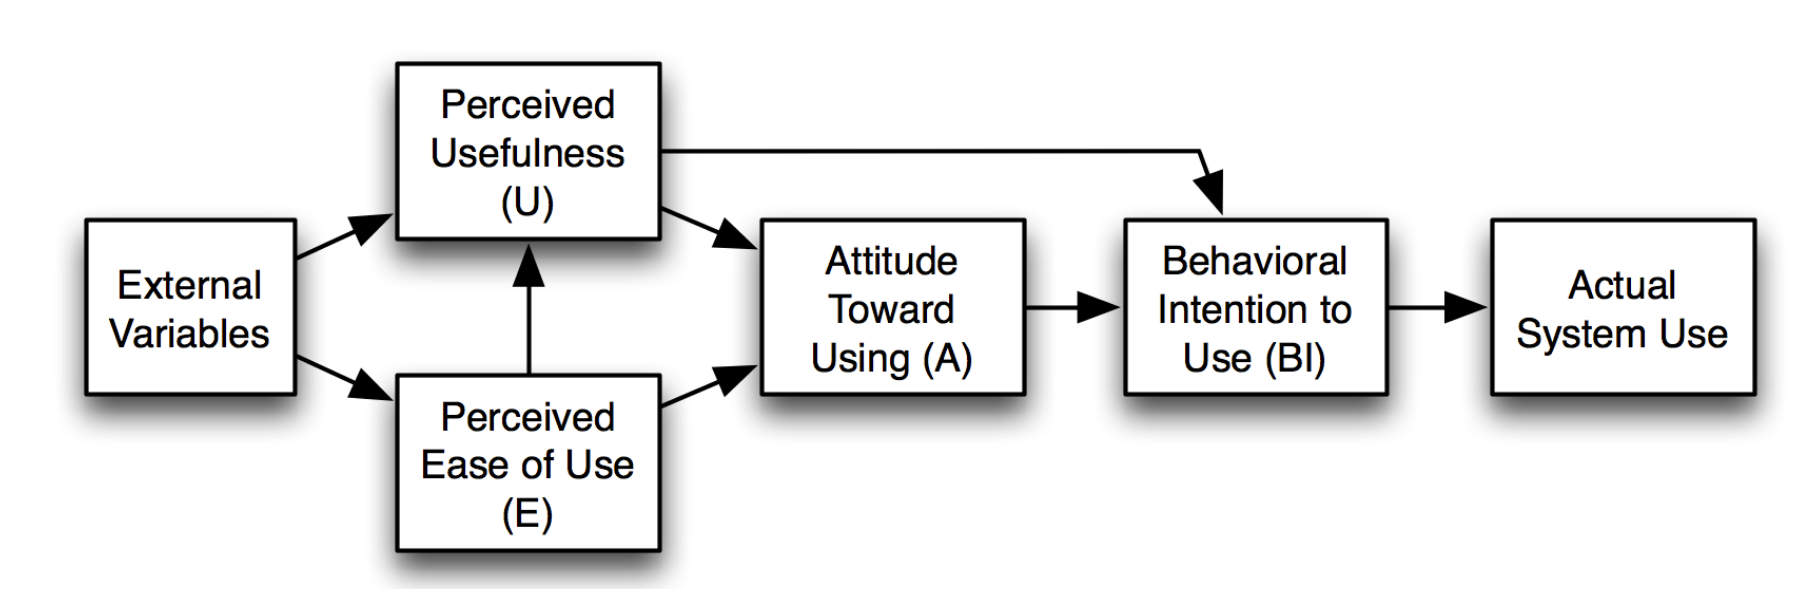 External
Variables
Perceived
Usefulness
(U)
Perceived
Ease of Use
(E)
Attitude
Toward
Using (A)
Behavioral
Intention to
Use (BI)
Actual
System Use